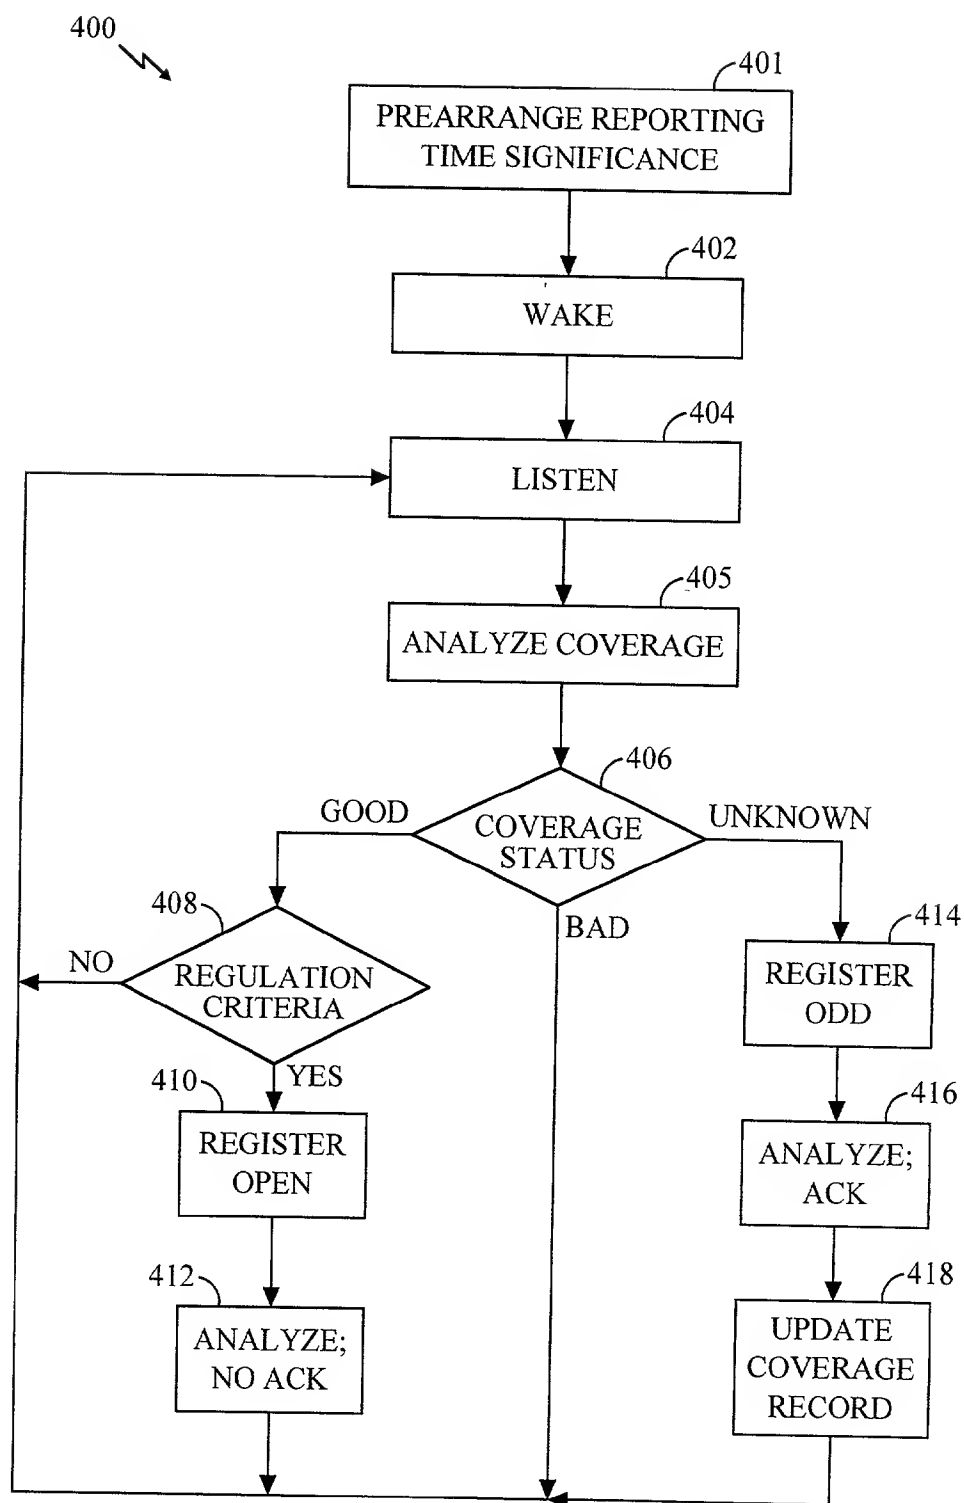 400
401
PREARRANGE REPORTING
TIME SIGNIFICANCE
402
WAKE
404
LISTEN
405
ANALYZE COVERAGE
406
COVERAGE
STATUS
GOOD
UNKNOWN
BAD
408
REGULATION
CRITERIA
NO
YES
410
REGISTER
OPEN
412
ANALYZE;
NO ACK
414
REGISTER
ODD
416
ANALYZE;
ACK
418
UPDATE
COVERAGE
RECORD